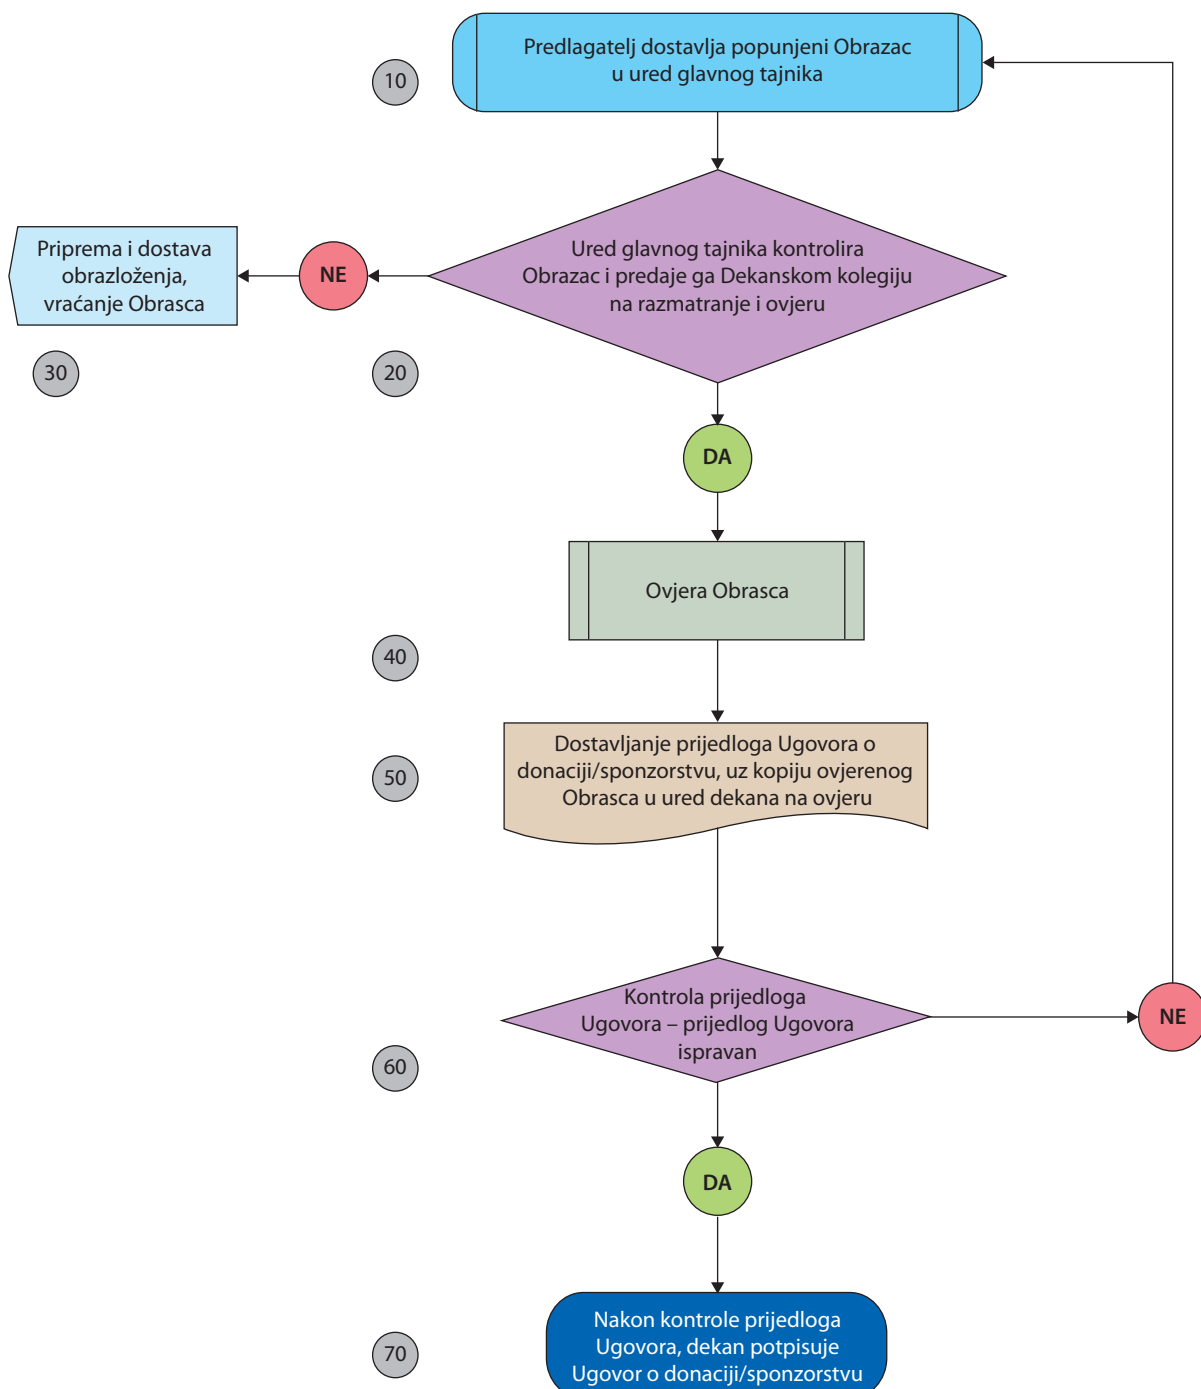 Predlagatelj dostavlja popunjeni Obrazac
u ured glavnog tajnika
10
Ured glavnog tajnika kontrolira
Obrazac i predaje ga Dekanskom kolegiju
na razmatranje i ovjeru
NE
Priprema i dostava
obrazloženja,
vraćanje Obrasca
30
20
DA
Ovjera Obrasca
40
Dostavljanje prijedloga Ugovora o
donaciji/sponzorstvu, uz kopiju ovjerenog
Obrasca u ured dekana na ovjeru
50
Kontrola prijedloga
Ugovora – prijedlog Ugovora
ispravan
NE
60
DA
Nakon kontrole prijedloga
Ugovora, dekan potpisuje
Ugovor o donaciji/sponzorstvu
70